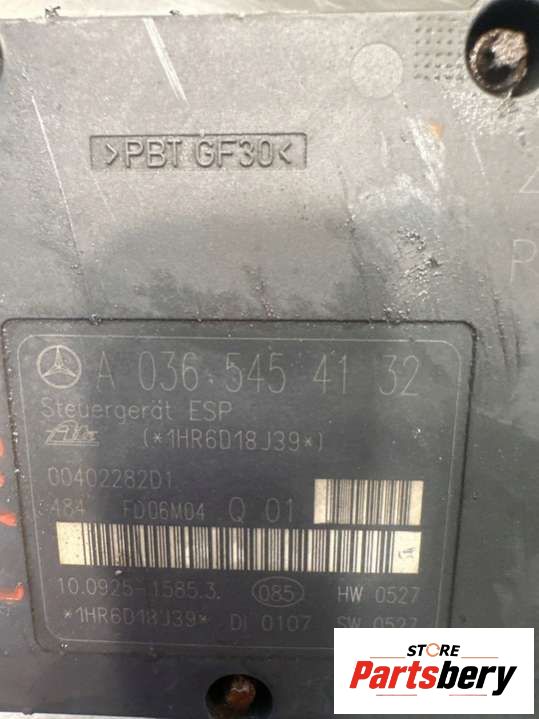 >PBT GF30<
P
A 036 545 41 32
Steuergerät ESP
Ate (*1HR6D18J39*)
00402282D1
484 FD06M04 Q 01
10.0925-1585.3. 085 HW 0527
*1HR6D18J39* DI 0107 SW 0527
STORE
Partsbery